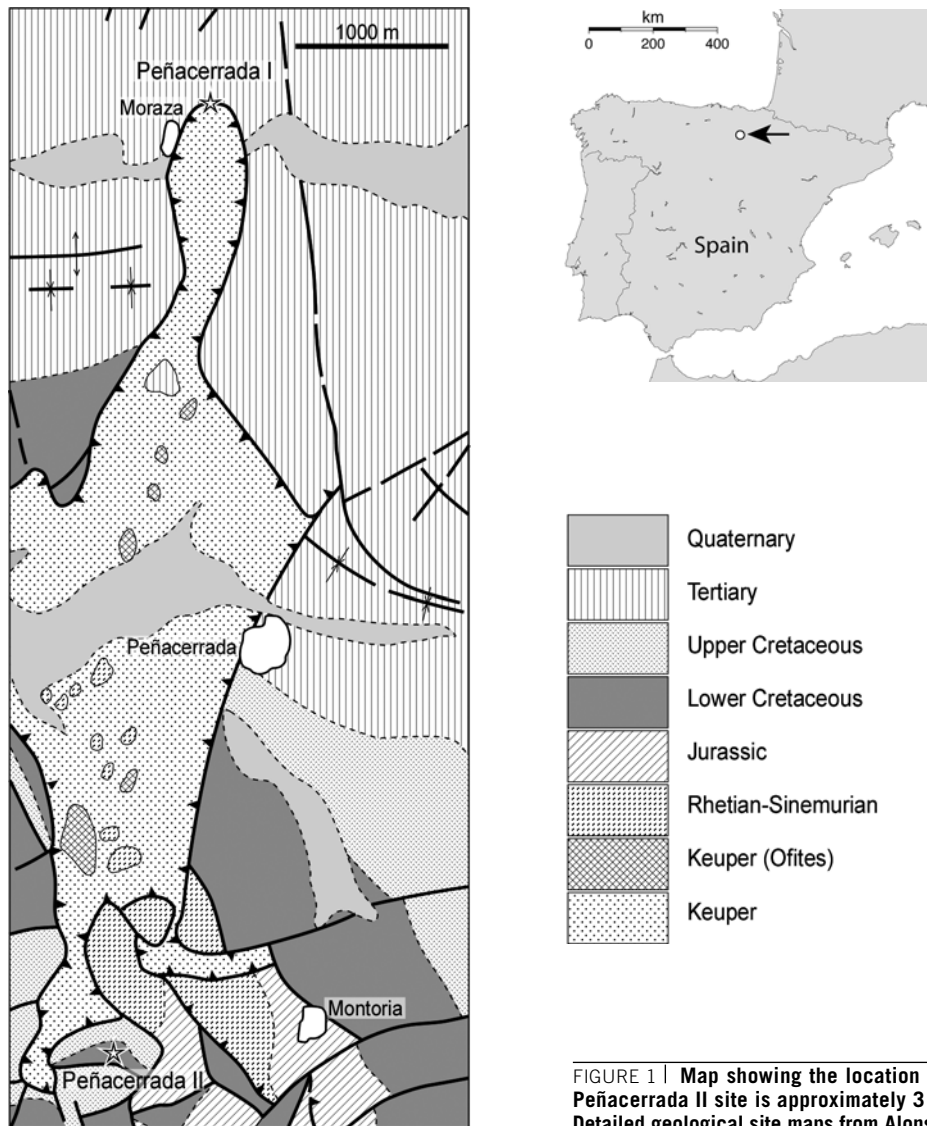 1000 m
Peñacerrada I
Moraza
Peñacerrada
Montoria
Peñacerrada II
km
0 200 400
Spain
Quaternary
Tertiary
Upper Cretaceous
Lower Cretaceous
Jurassic
Rhetian-Sinemurian
Keuper (Ofites)
Keuper
FIGURE 1 | Map showing the location
Peñacerrada II site is approximately 3
Detailed geological site maps from Alons